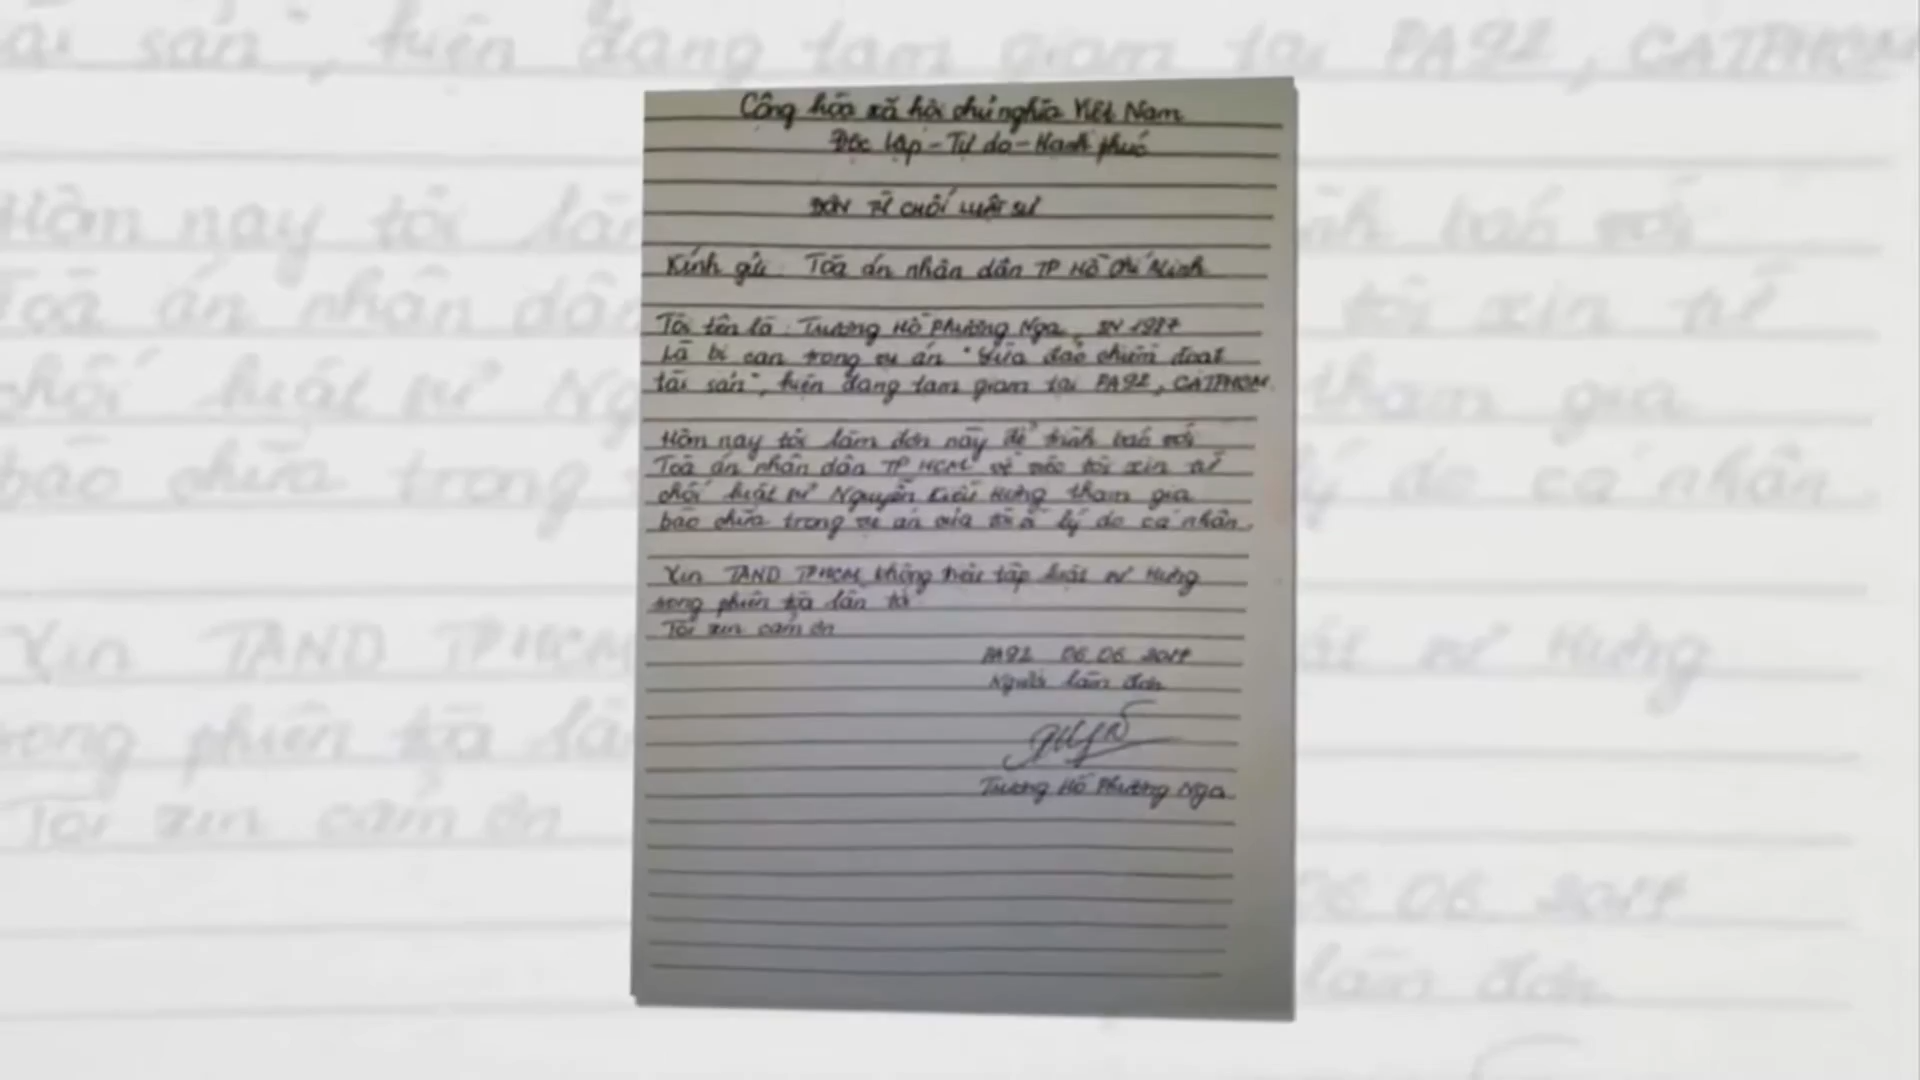 Cộng hòa xã hội chủ nghĩa Việt Nam
Độc lập - Tự do - Hạnh phúc
ĐƠN TỪ CHỐI LUẬT SƯ
Kính gửi : Toà án nhân dân TP Hồ Chí Minh
Tôi tên là : Trương Hồ Phương Nga, SN 1987
Là bị can trong vụ án "Lừa đảo chiếm đoạt
tài sản", hiện đang tạm giam tại PA92, CATPHCM.
Hôm nay tôi làm đơn này để trình báo với
Toà án nhân dân TP HCM về việc tôi xin từ
chối luật sư Nguyễn Kiều Hưng tham gia
bào chữa trong vụ án của tôi vì lý do cá nhân.
Xin TAND TPHCM không triệu tập luật sư Hưng
trong phiên tòa lần tới
Tôi xin cảm ơn
PA92 06.06.2017
Người làm đơn
Trương Hồ Phương Nga